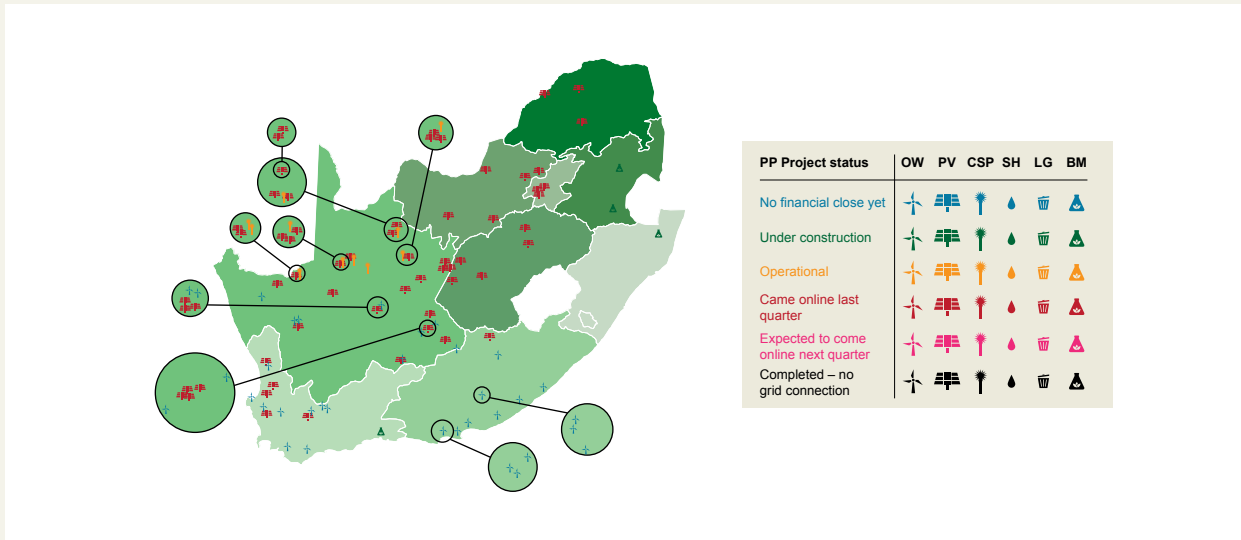 PP Project status OW PV CSP SH LG BM
No financial close yet
Under construction
Operational
Came online last
quarter
Expected to come
online next quarter
Completed – no
grid connection